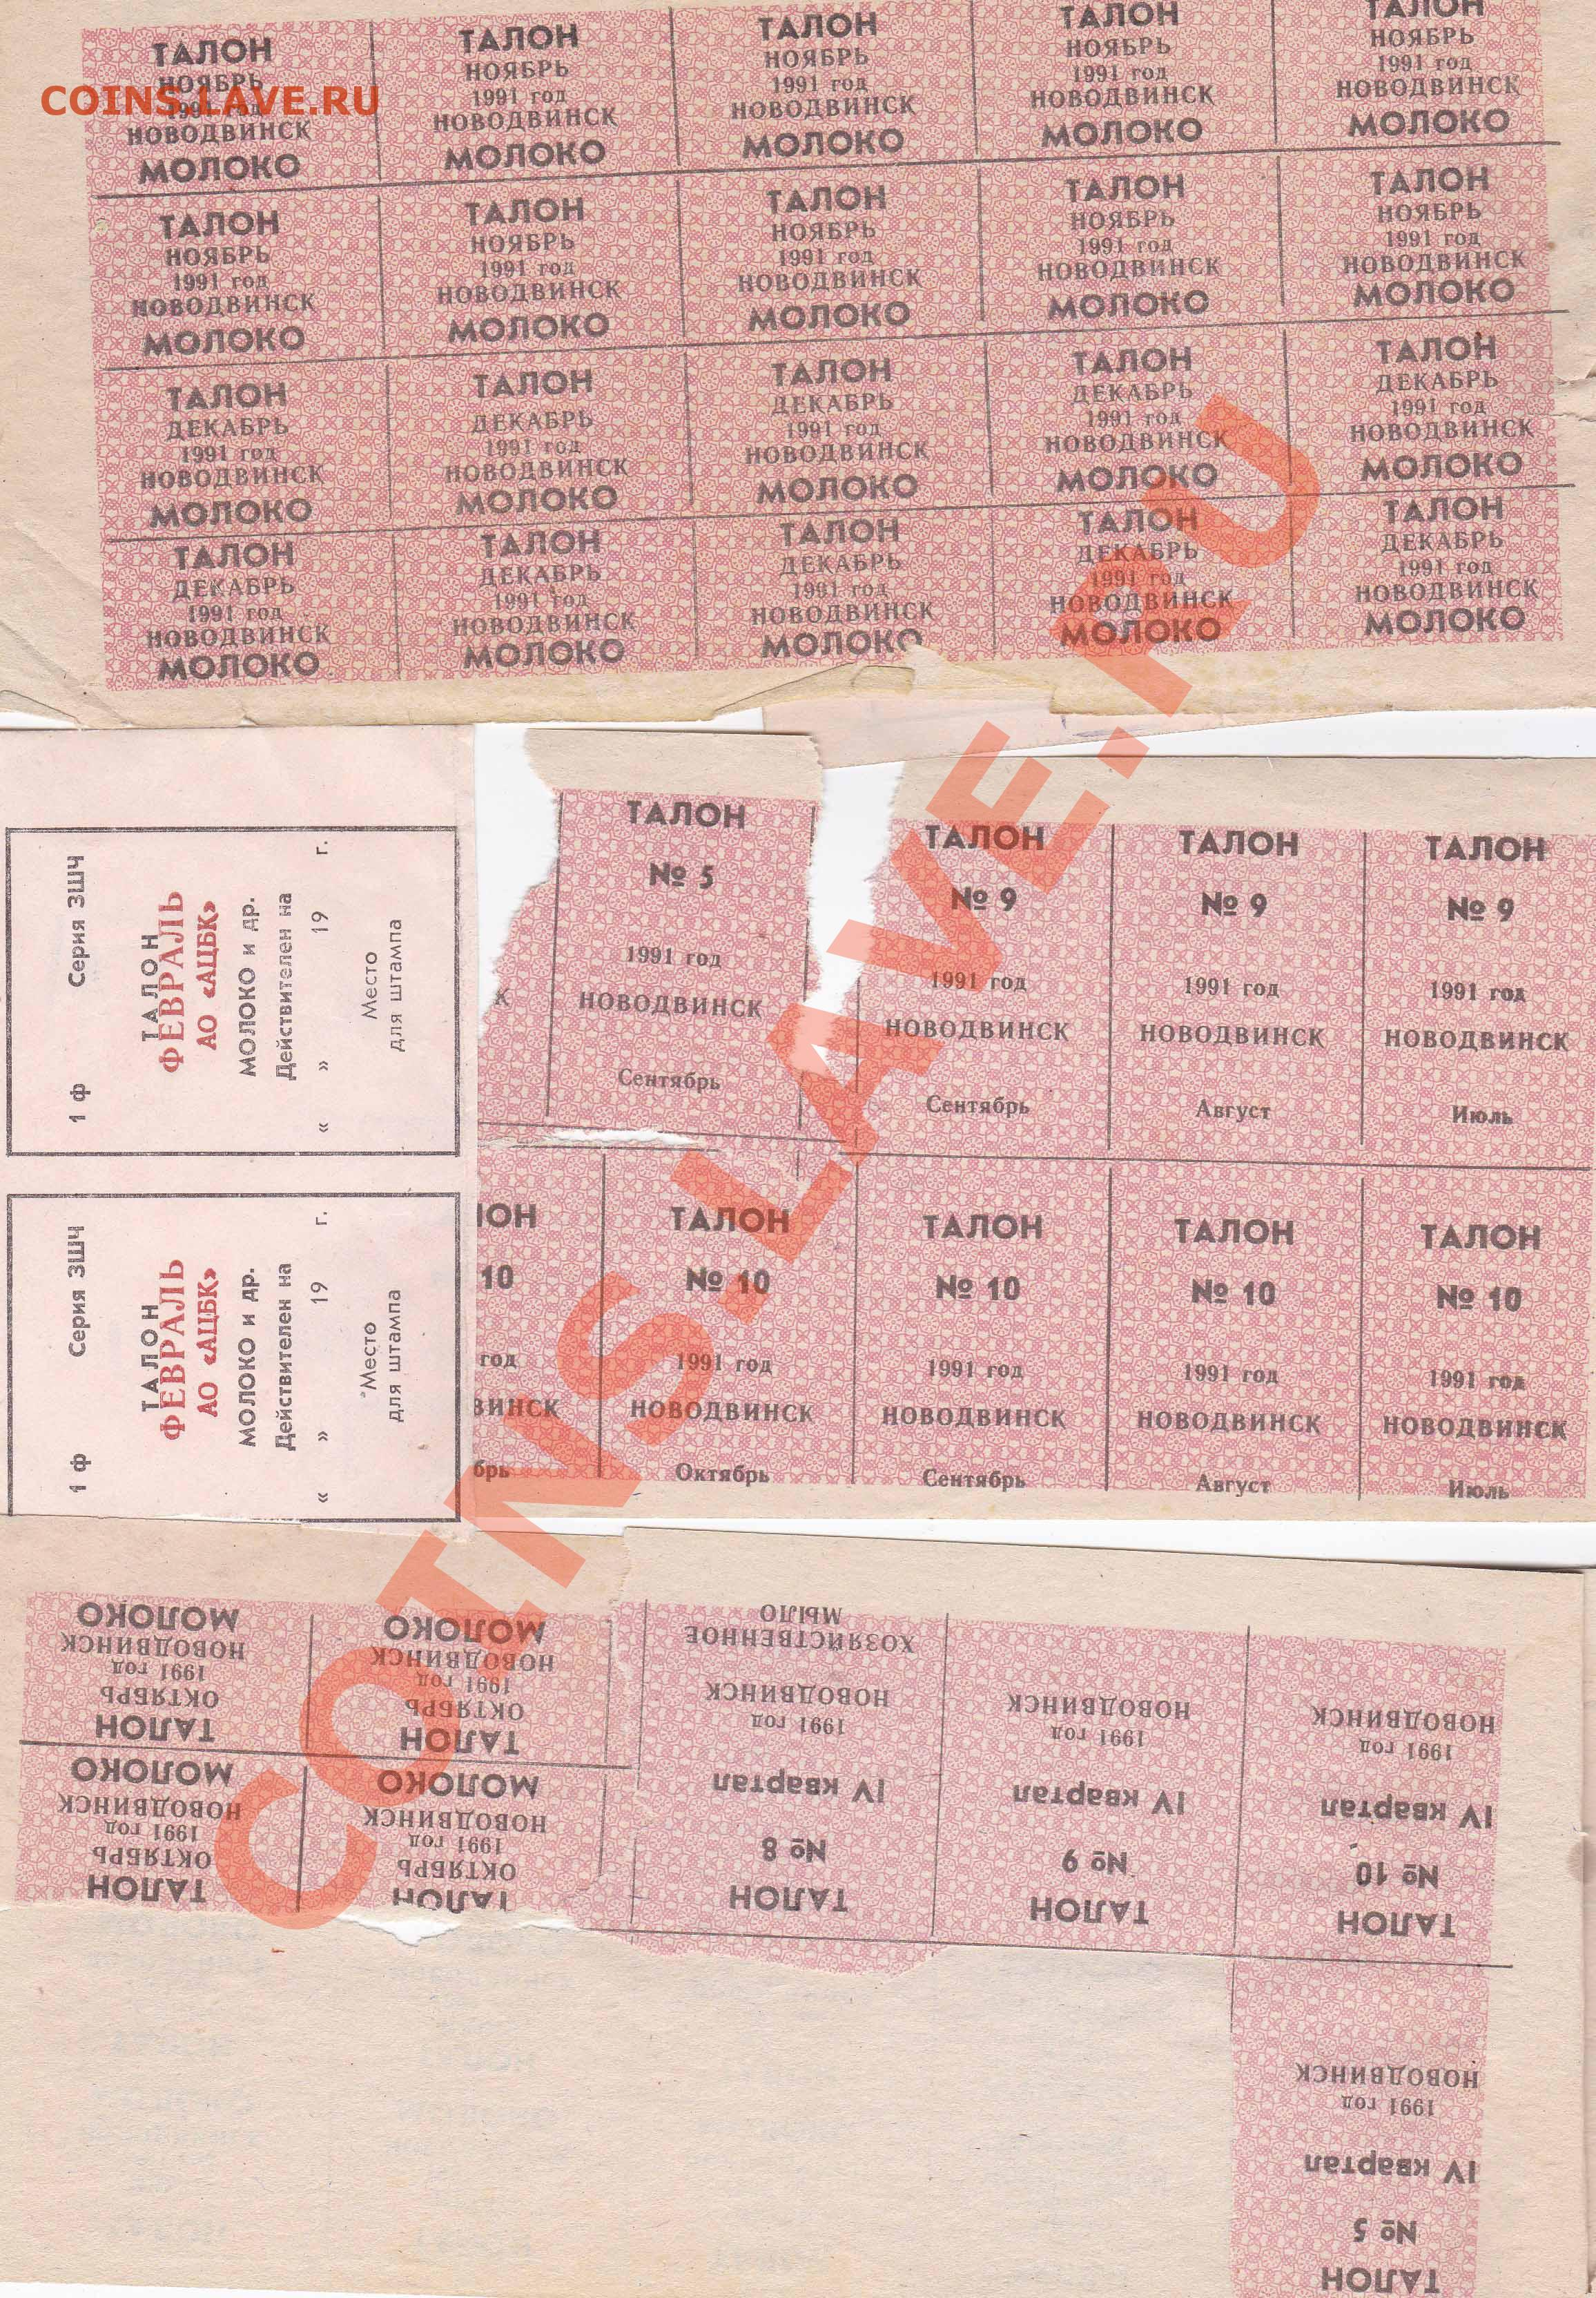 ТАЛОН
НОЯБРЬ
1991 год
НОВОДВИНСК
МОЛОКО
ТАЛОН
НОЯБРЬ
1991 год
НОВОДВИНСК
МОЛОКО
ТАЛОН
НОЯБРЬ
1991 год
НОВОДВИНСК
МОЛОКО
ТАЛОН
НОЯБРЬ
1991 год
НОВОДВИНСК
МОЛОКО
ТАЛОН
НОЯБРЬ
1991 год
НОВОДВИНСК
МОЛОКО
COINS.LAVE.RU
ТАЛОН
НОЯБРЬ
1991 год
НОВОДВИНСК
МОЛОКО
ТАЛОН
НОЯБРЬ
1991 год
НОВОДВИНСК
МОЛОКО
ТАЛОН
НОЯБРЬ
1991 год
НОВОДВИНСК
МОЛОКО
ТАЛОН
НОЯБРЬ
1991 год
НОВОДВИНСК
МОЛОКО
ТАЛОН
НОЯБРЬ
1991 год
НОВОДВИНСК
МОЛОКО
ТАЛОН
ДЕКАБРЬ
1991 год
НОВОДВИНСК
МОЛОКО
ТАЛОН
ДЕКАБРЬ
1991 год
НОВОДВИНСК
МОЛОКО
ТАЛОН
ДЕКАБРЬ
1991 год
НОВОДВИНСК
МОЛОКО
ТАЛОН
ДЕКАБРЬ
1991 год
НОВОДВИНСК
МОЛОКО
ТАЛОН
ДЕКАБРЬ
1991 год
НОВОДВИНСК
МОЛОКО
ТАЛОН
ДЕКАБРЬ
1991 год
НОВОДВИНСК
МОЛОКО
ТАЛОН
ДЕКАБРЬ
1991 год
НОВОДВИНСК
МОЛОКО
ТАЛОН
ДЕКАБРЬ
1991 год
НОВОДВИНСК
МОЛОКО
ТАЛОН
ДЕКАБРЬ
1991 год
НОВОДВИНСК
МОЛОКО
ТАЛОН
ДЕКАБРЬ
1991 год
НОВОДВИНСК
МОЛОКО
1 ф Серия ЗШЧ
ТАЛОН
ФЕВРАЛЬ
АО «АЦБК»
МОЛОКО и др.
Действителен на
« » 19 г.
Место
для штампа
1 ф Серия ЗШЧ
ТАЛОН
ФЕВРАЛЬ
АО «АЦБК»
МОЛОКО и др.
Действителен на
« » 19 г.
Место
для штампа
К
ТАЛОН
№ 5
1991 год
НОВОДВИНСК
Сентябрь
ТАЛОН
№ 9
1991 год
НОВОДВИНСК
Сентябрь
ТАЛОН
№ 9
1991 год
НОВОДВИНСК
Август
ТАЛОН
№ 9
1991 год
НОВОДВИНСК
Июль
ЛОН
10
год
ВИНСК
брь
ТАЛОН
№ 10
1991 год
НОВОДВИНСК
Октябрь
ТАЛОН
№ 10
1991 год
НОВОДВИНСК
Сентябрь
ТАЛОН
№ 10
1991 год
НОВОДВИНСК
Август
ТАЛОН
№ 10
1991 год
НОВОДВИНСК
Июль
COINS.LAVE.RU
ТАЛОН
№ 5
IV квартал
1991 год
НОВОДВИНСК
ТАЛОН
№ 10
IV квартал
1991 год
НОВОДВИНСК
ТАЛОН
№ 9
IV квартал
1991 год
НОВОДВИНСК
ТАЛОН
№ 8
IV квартал
1991 год
НОВОДВИНСК
ХОЗЯЙСТВЕННОЕ
МЫЛО
ТАЛОН
ОКТЯБРЬ
1991 год
НОВОДВИНСК
МОЛОКО
ТАЛОН
ОКТЯБРЬ
1991 год
НОВОДВИНСК
МОЛОКО
ТАЛОН
ОКТЯБРЬ
1991 год
НОВОДВИНСК
МОЛОКО
ТАЛОН
ОКТЯБРЬ
1991 год
НОВОДВИНСК
МОЛОКО